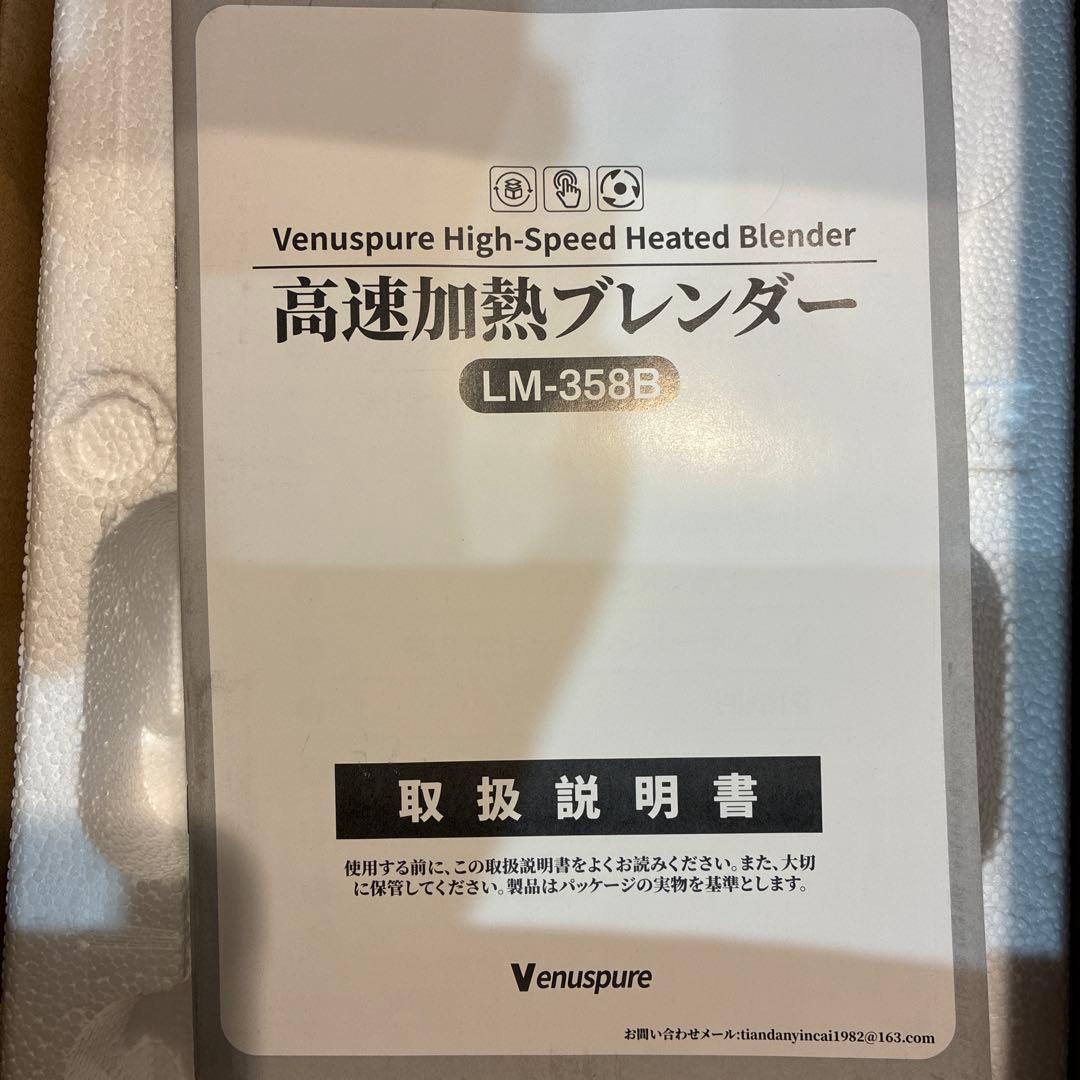 Venuspure High-Speed Heated Blender
高速加熱ブレンダー
LM-358B
取扱説明書
使用する前に、この取扱説明書をよくお読みください。また、大切
に保管してください。製品はパッケージの実物を基準とします。
Venuspure
お問い合わせメール:tiandanyincai1982@163.com